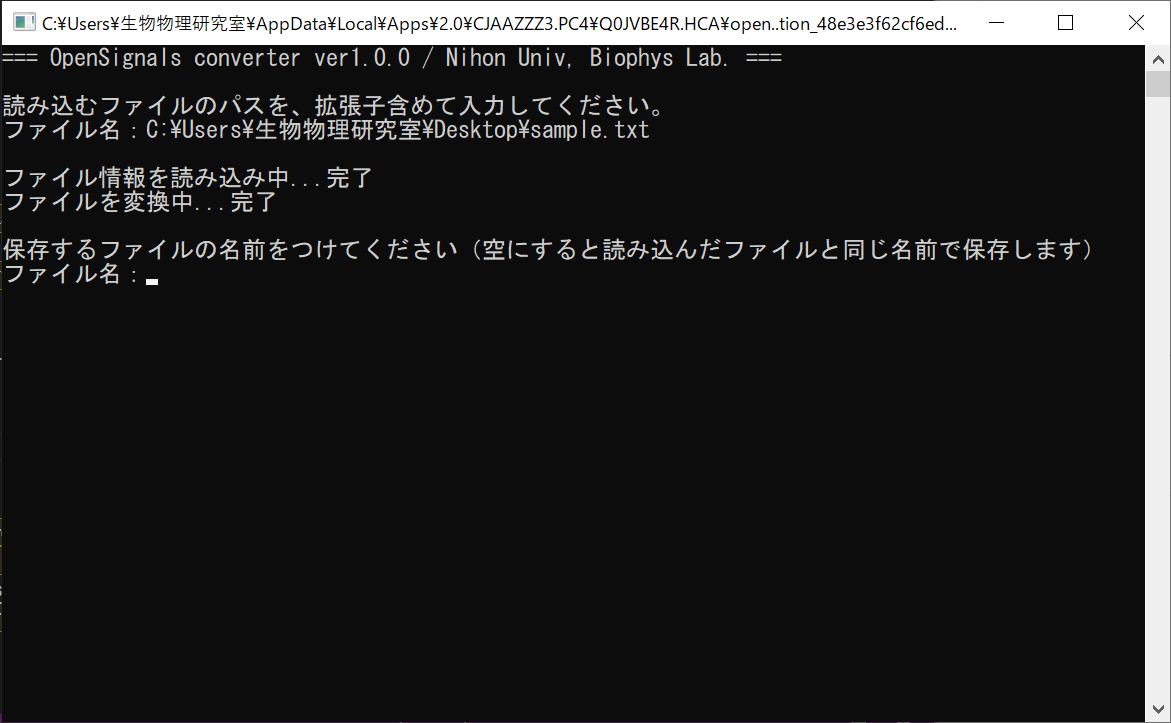 C:¥Users¥生物物理研究室¥AppData¥Local¥Apps¥2.0¥CJAAZZZ3.PC4¥Q0JVBE4R.HCA¥open..tion_48e3e3f62cf6ed...
=== OpenSignals converter ver1.0.0 / Nihon Univ, Biophys Lab. ===
読み込むファイルのパスを、拡張子含めて入力してください。
ファイル名：C:¥Users¥生物物理研究室¥Desktop¥sample.txt
ファイル情報を読み込み中...完了
ファイルを変換中...完了
保存するファイルの名前をつけてください（空にすると読み込んだファイルと同じ名前で保存します）
ファイル名：